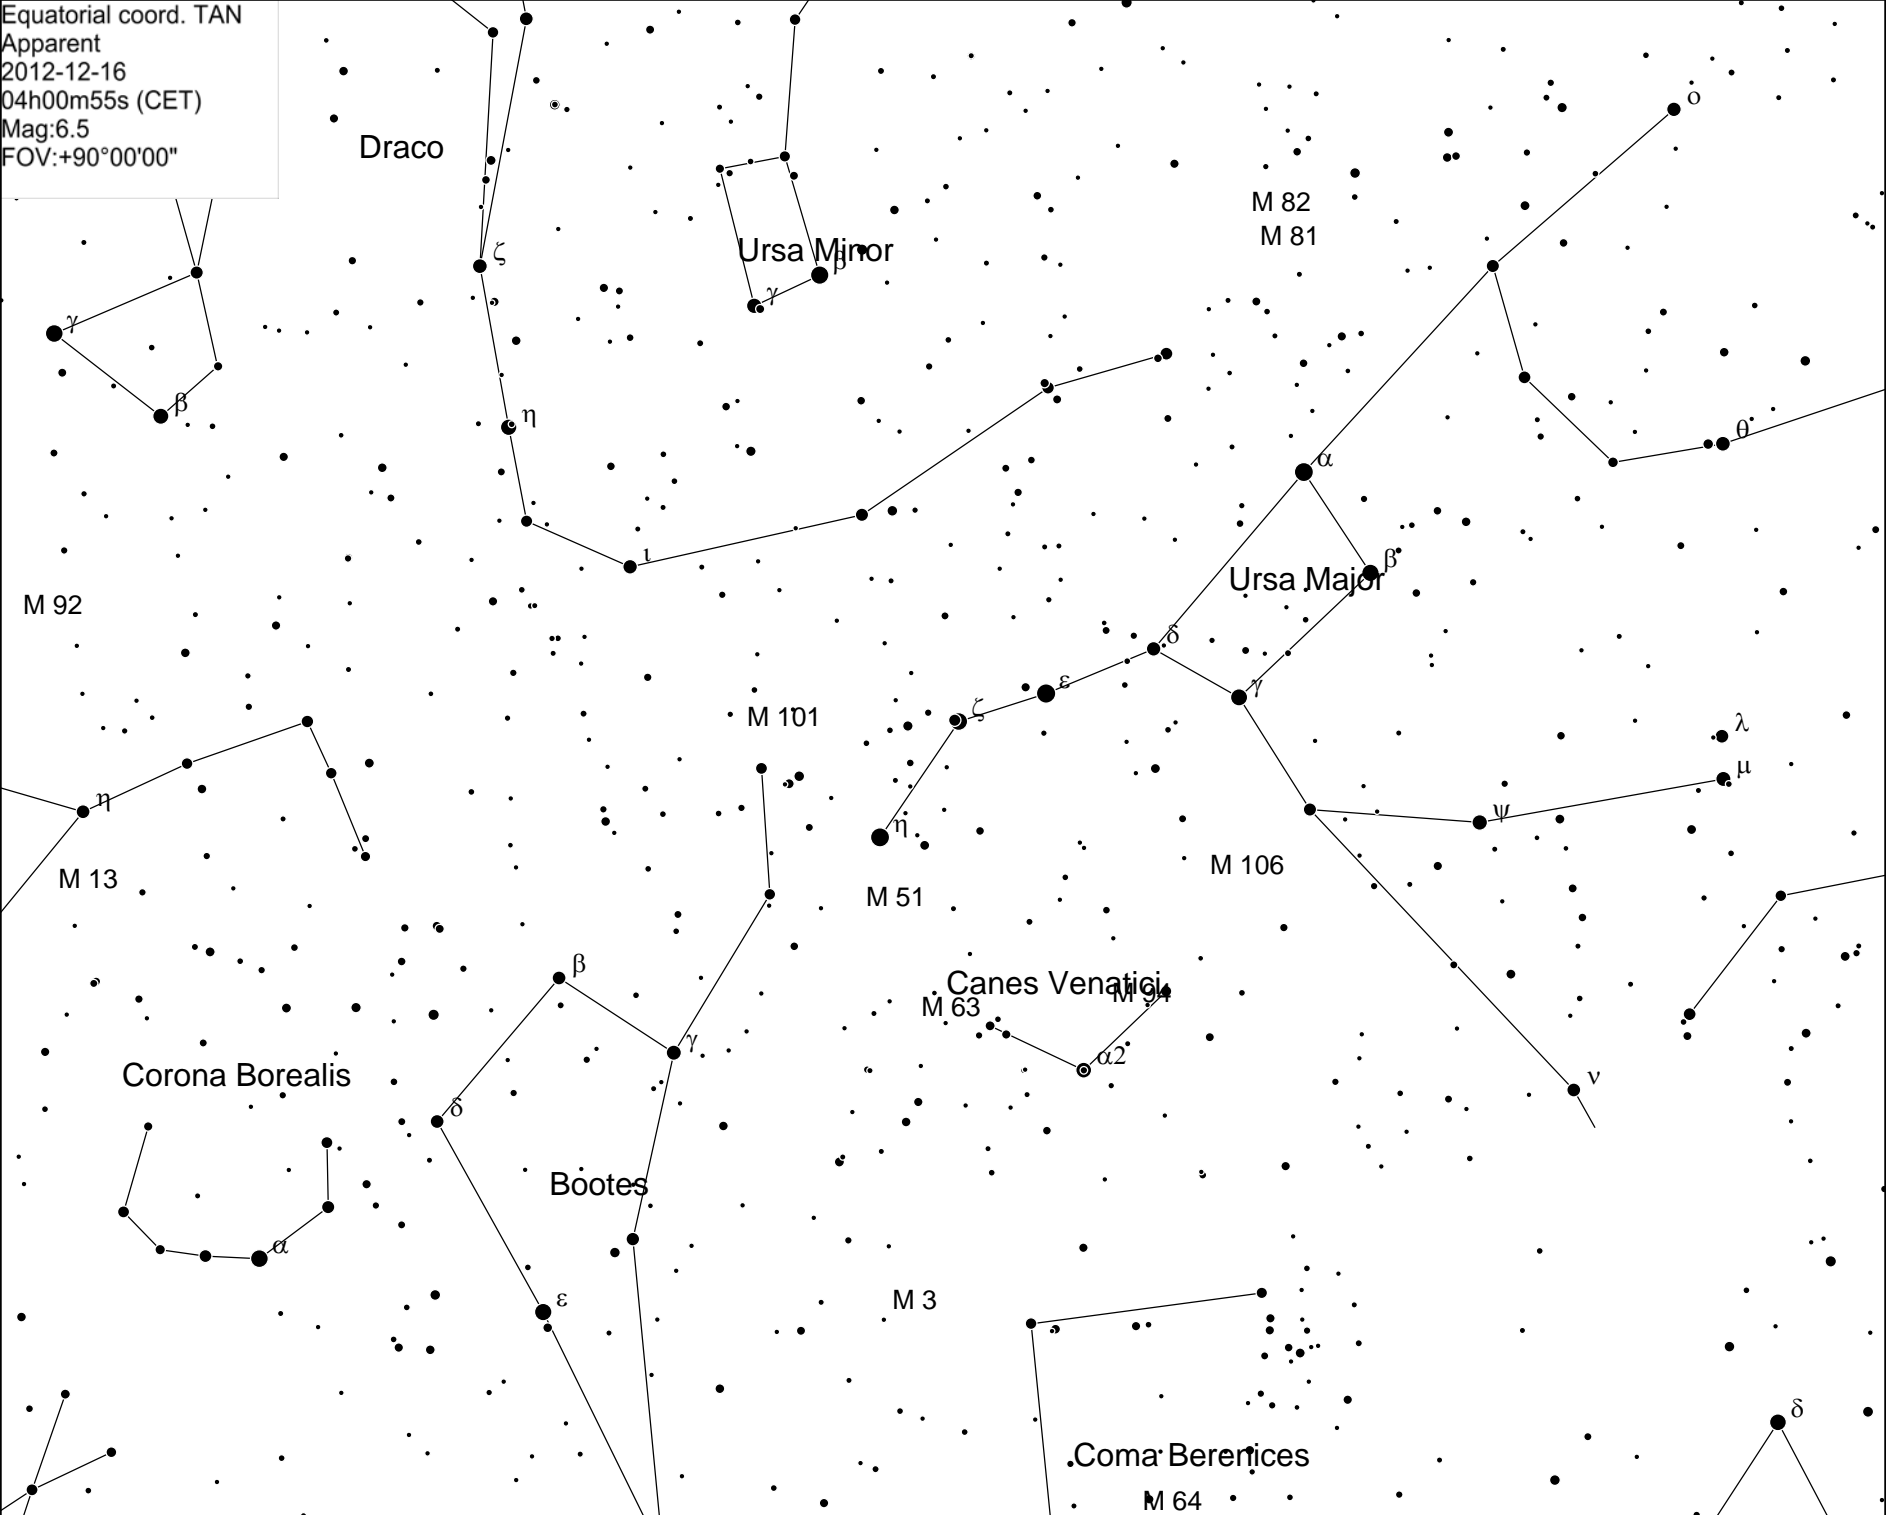 Equatorial coord. TAN
Apparent
2012-12-16
04h00m55s (CET)
Mag:6.5
FOV:+90°00'00"
ο
Draco
M 82
M 81
ζ
Ursa Minor
β
γ
γ
β
η
θ
α
ι
β
Ursa Major
M 92
δ
ε
γ
ζ
M 101
λ
μ
η
ψ
η
M 13
M 106
M 51
β
Canes Venatici
M 94
M 63
γ
α2
Corona Borealis
ν
δ
Bootes
α
ε
M 3
δ
Coma Berenices
M 64